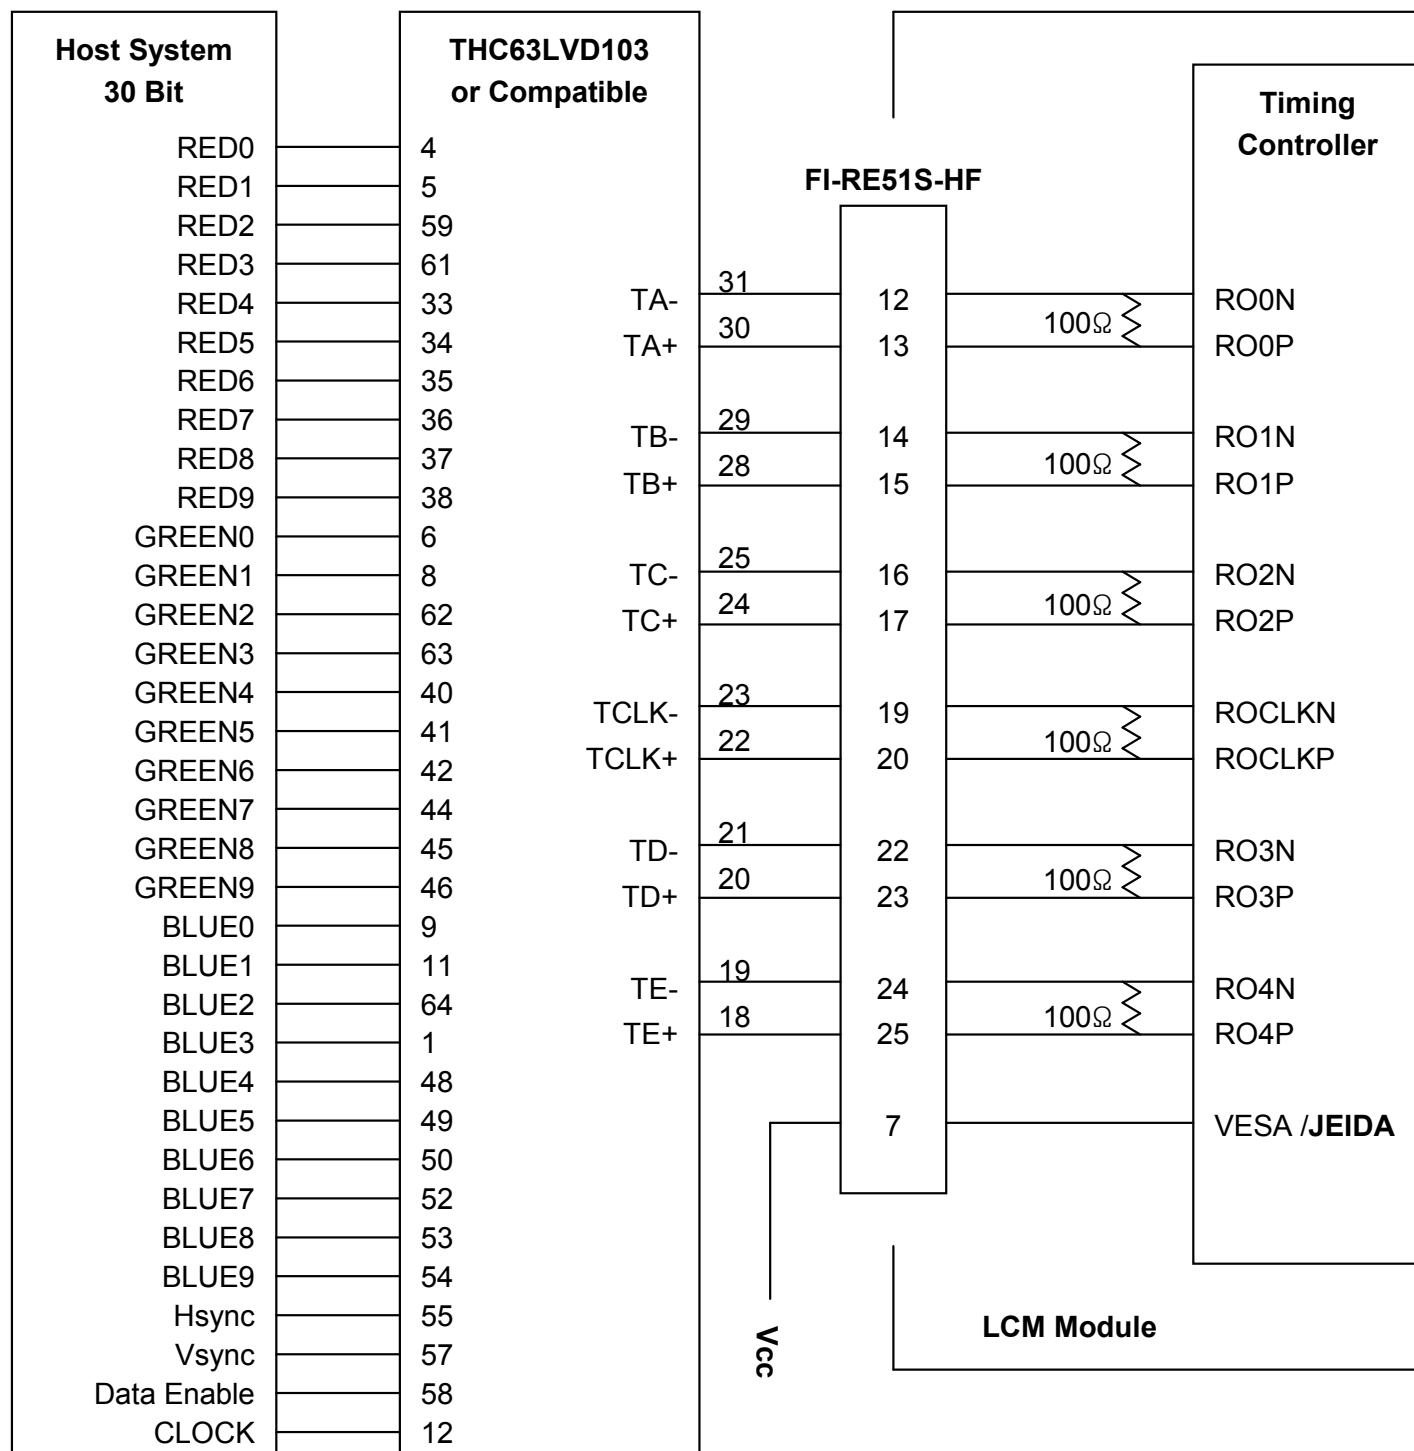 Host System
30 Bit
RED0 4
RED1 5
RED2 59
RED3 61
RED4 33
RED5 34
RED6 35
RED7 36
RED8 37
RED9 38
GREEN0 6
GREEN1 8
GREEN2 62
GREEN3 63
GREEN4 40
GREEN5 41
GREEN6 42
GREEN7 44
GREEN8 45
GREEN9 46
BLUE0 9
BLUE1 11
BLUE2 64
BLUE3 1
BLUE4 48
BLUE5 49
BLUE6 50
BLUE7 52
BLUE8 53
BLUE9 54
Hsync 55
Vsync 57
Data Enable 58
CLOCK 12
THC63LVD103
or Compatible
TA- 31 12 RO0N
100Ω
TA+ 30 13 RO0P
TB- 29 14 RO1N
100Ω
TB+ 28 15 RO1P
TC- 25 16 RO2N
100Ω
TC+ 24 17 RO2P
TCLK- 23 19 ROCLKN
100Ω
TCLK+ 22 20 ROCLKP
TD- 21 22 RO3N
100Ω
TD+ 20 23 RO3P
TE- 19 24 RO4N
100Ω
TE+ 18 25 RO4P
7 VESA /JEIDA
FI-RE51S-HF
Timing
Controller
Vcc
LCM Module